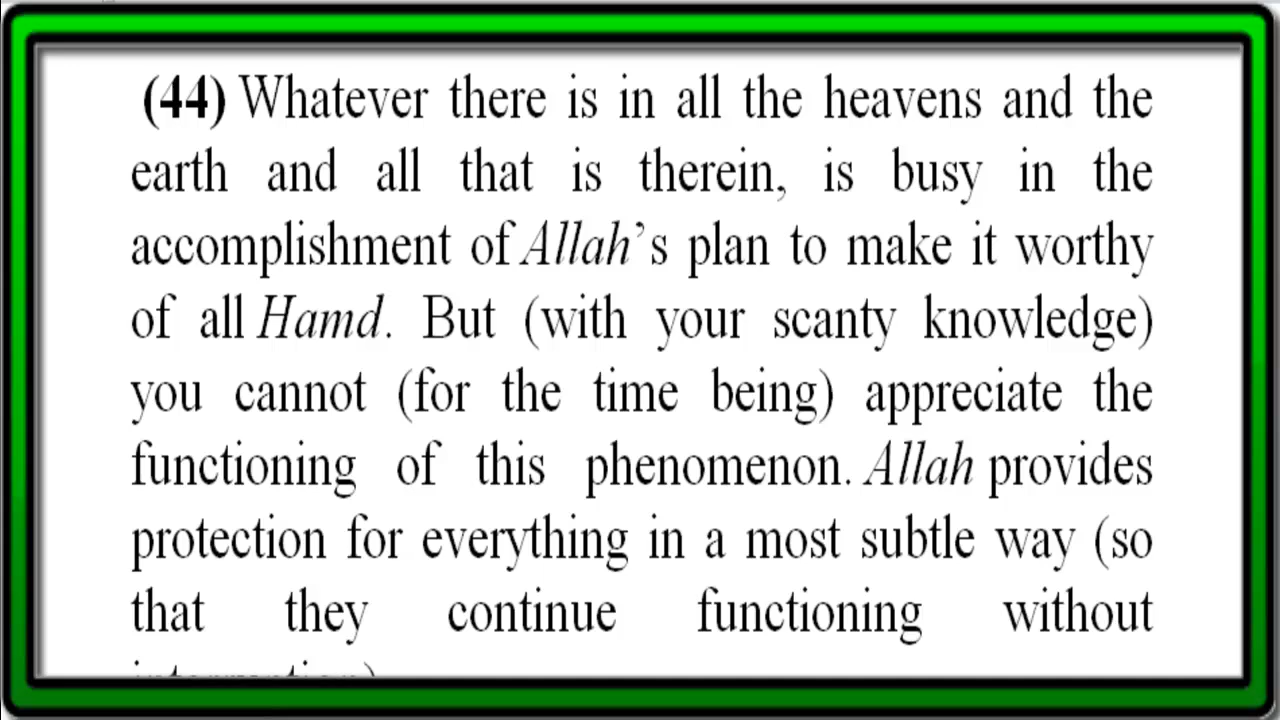 (44) Whatever there is in all the heavens and the
earth and all that is therein, is busy in the
accomplishment of Allah’s plan to make it worthy
of all Hamd. But (with your scanty knowledge)
you cannot (for the time being) appreciate the
functioning of this phenomenon. Allah provides
protection for everything in a most subtle way (so
that they continue functioning without